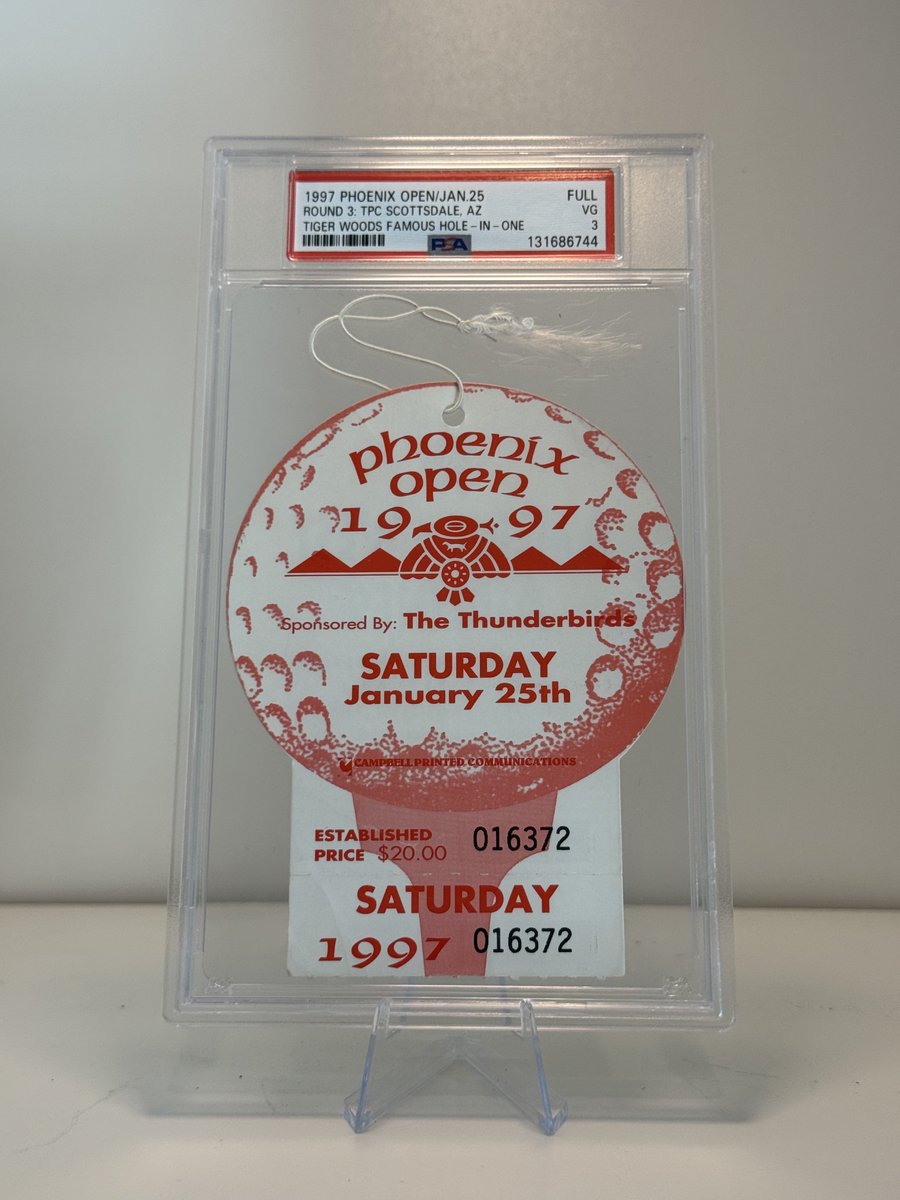 1997 PHOENIX OPEN/JAN.25 FULL
ROUND 3: TPC SCOTTSDALE, AZ VG
TIGER WOODS FAMOUS HOLE-IN-ONE 3
PSA 131686744
phoenix
open
1997
Sponsored By: The Thunderbirds
SATURDAY
January 25th
CAMPBELL PRINTED COMMUNICATIONS
ESTABLISHED
PRICE $20.00 016372
SATURDAY
1997 016372